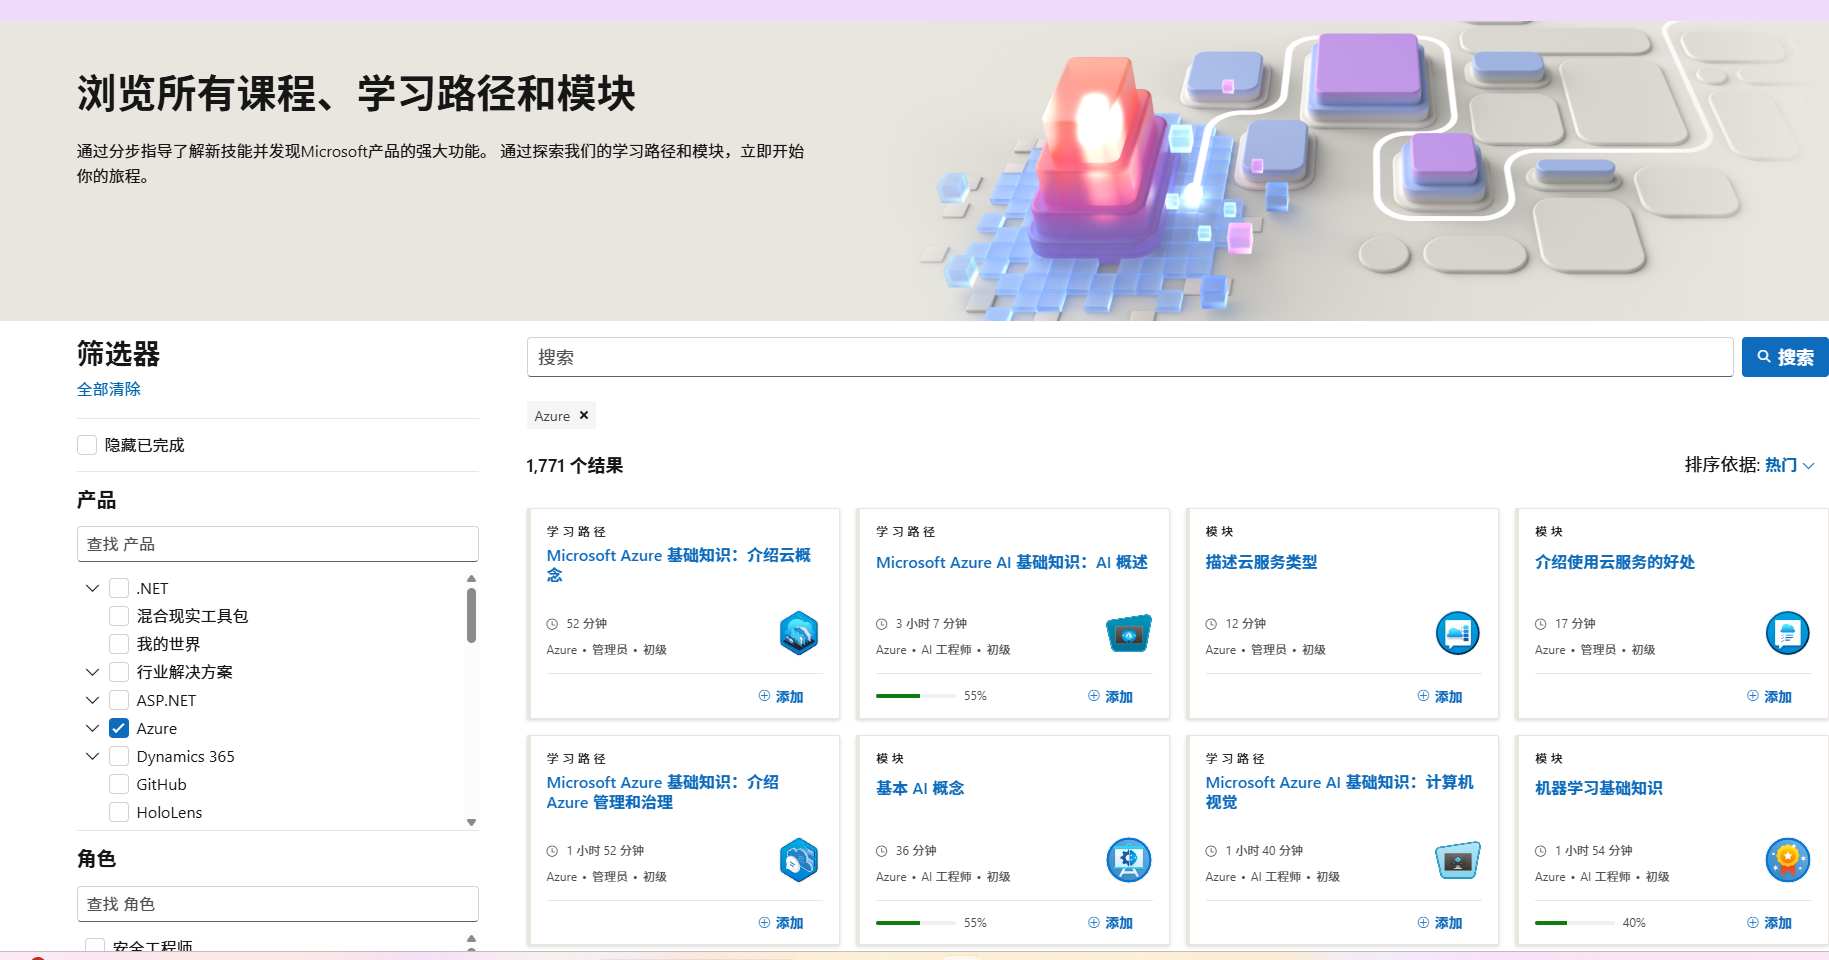 浏览所有课程、学习路径和模块
通过分步指导了解新技能并发现Microsoft产品的强大功能。 通过探索我们的学习路径和模块，立即开始
你的旅程。
筛选器
全部清除
隐藏已完成
产品
查找 产品
.NET
混合现实工具包
我的世界
行业解决方案
ASP.NET
Azure
Dynamics 365
GitHub
HoloLens
角色
查找 角色
安全工程师
搜索
搜索
Azure
1,771 个结果
排序依据: 热门
学习路径
Microsoft Azure 基础知识：介绍云概
念
52 分钟
Azure • 管理员 • 初级
添加
学习路径
Microsoft Azure AI 基础知识：AI 概述
3 小时 7 分钟
Azure • AI 工程师 • 初级
55%
添加
模块
描述云服务类型
12 分钟
Azure • 管理员 • 初级
添加
模块
介绍使用云服务的好处
17 分钟
Azure • 管理员 • 初级
添加
学习路径
Microsoft Azure 基础知识：介绍
Azure 管理和治理
1 小时 52 分钟
Azure • 管理员 • 初级
添加
模块
基本 AI 概念
36 分钟
Azure • AI 工程师 • 初级
55%
添加
学习路径
Microsoft Azure AI 基础知识：计算机
视觉
1 小时 40 分钟
Azure • AI 工程师 • 初级
添加
模块
机器学习基础知识
1 小时 54 分钟
Azure • AI 工程师 • 初级
40%
添加